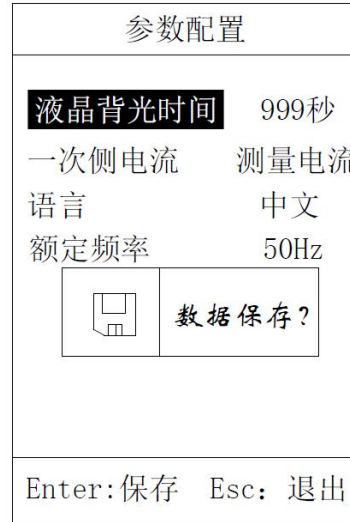 参数配置
液晶背光时间 999秒
一次侧电流 测量电流
语言 中文
额定频率 50Hz
数据保存?
Enter:保存 Esc: 退出